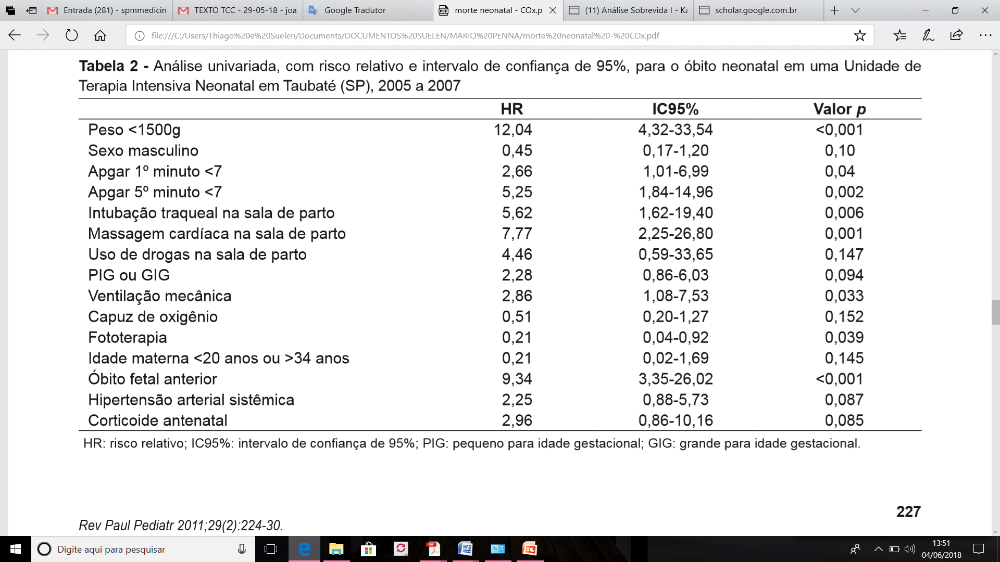 Entrada (281) - spmmedicin
TEXTO TCC - 29-05-18 - joa
Google Tradutor
morte neonatal - COx.p
(11) Análise Sobrevida I - Ka
scholar.google.com.br
file:///C:/Users/Thiago%20e%20Suelen/Documents/DOCUMENTOS%20SUELEN/MARIO%20PENNA/morte%20neonatal%20-%20COx.pdf
Tabela 2 - Análise univariada, com risco relativo e intervalo de confiança de 95%, para o óbito neonatal em uma Unidade de
Terapia Intensiva Neonatal em Taubaté (SP), 2005 a 2007
HR IC95% Valor p
Peso <1500g 12,04 4,32-33,54 <0,001
Sexo masculino 0,45 0,17-1,20 0,10
Apgar 1º minuto <7 2,66 1,01-6,99 0,04
Apgar 5º minuto <7 5,25 1,84-14,96 0,002
Intubação traqueal na sala de parto 5,62 1,62-19,40 0,006
Massagem cardíaca na sala de parto 7,77 2,25-26,80 0,001
Uso de drogas na sala de parto 4,46 0,59-33,65 0,147
PIG ou GIG 2,28 0,86-6,03 0,094
Ventilação mecânica 2,86 1,08-7,53 0,033
Capuz de oxigênio 0,51 0,20-1,27 0,152
Fototerapia 0,21 0,04-0,92 0,039
Idade materna <20 anos ou >34 anos 0,21 0,02-1,69 0,145
Óbito fetal anterior 9,34 3,35-26,02 <0,001
Hipertensão arterial sistêmica 2,25 0,88-5,73 0,087
Corticoide antenatal 2,96 0,86-10,16 0,085
HR: risco relativo; IC95%: intervalo de confiança de 95%; PIG: pequeno para idade gestacional; GIG: grande para idade gestacional.
227
Rev Paul Pediatr 2011;29(2):224-30.
Digite aqui para pesquisar
13:51
04/06/2018